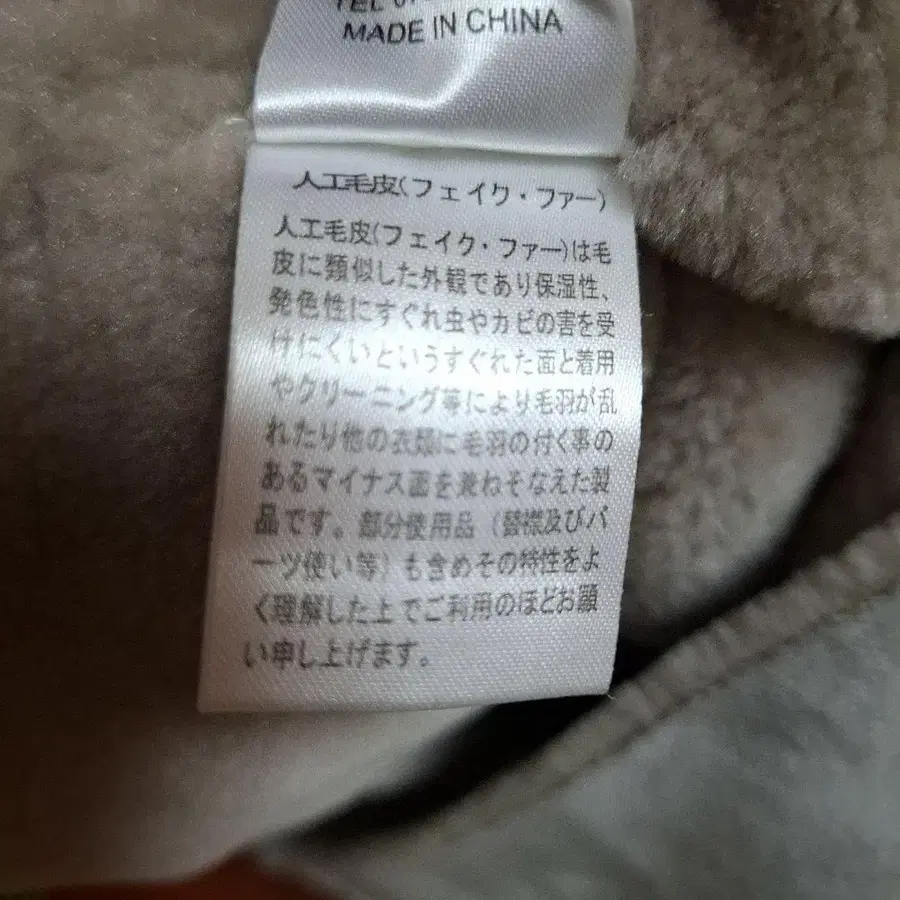 TEL
MADE IN CHINA
人工毛皮(フェイク・ファー)
人工毛皮(フェイク・ファー)は毛
皮に類似した外観であり保湿性、
発色性にすぐれ虫やカビの害を受
けにくいというすぐれた面と着用
やクリーニング等により毛羽が乱
れたり他の衣類に毛羽の付く事の
あるマイナス面を兼ねそなえた製
品です。部分使用品（替襟及びパ
ーツ使い等）も含めその特性をよ
く理解した上でご利用のほどお願
い申し上げます。